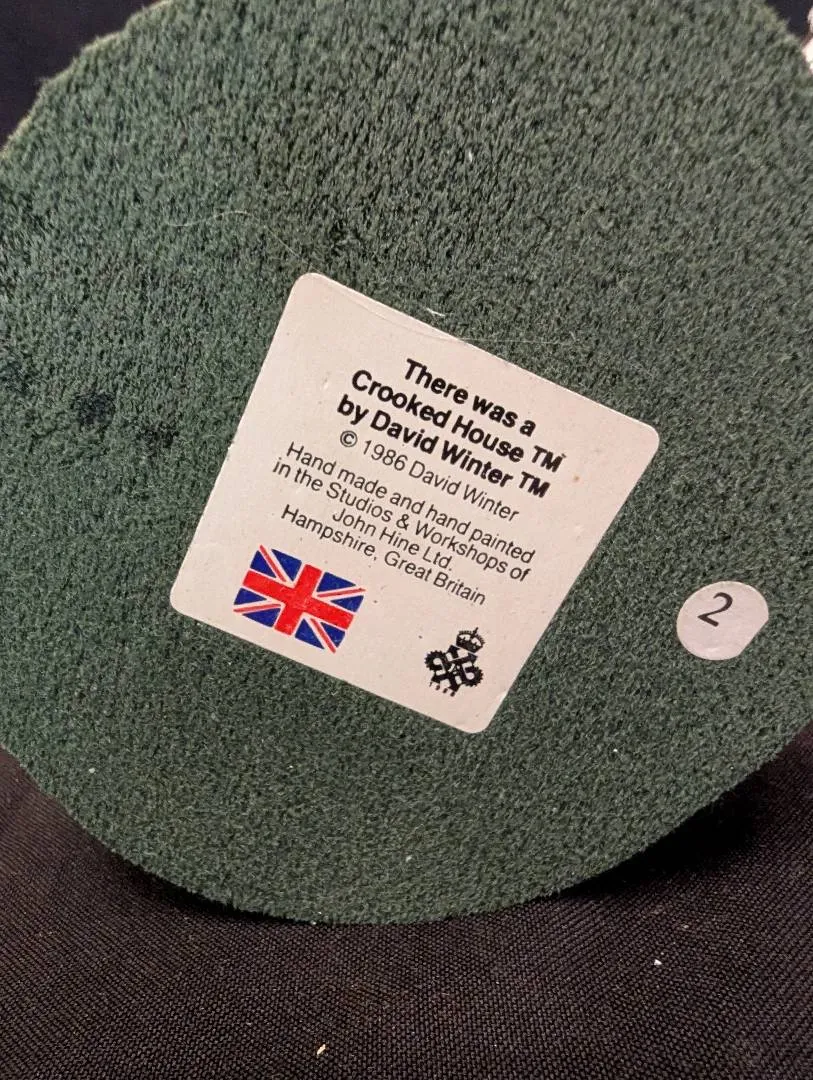 There was a
Crooked House ™
by David Winter ™
© 1986 David Winter
Hand made and hand painted
in the Studios & Workshops of
John Hine Ltd.
Hampshire, Great Britain
2